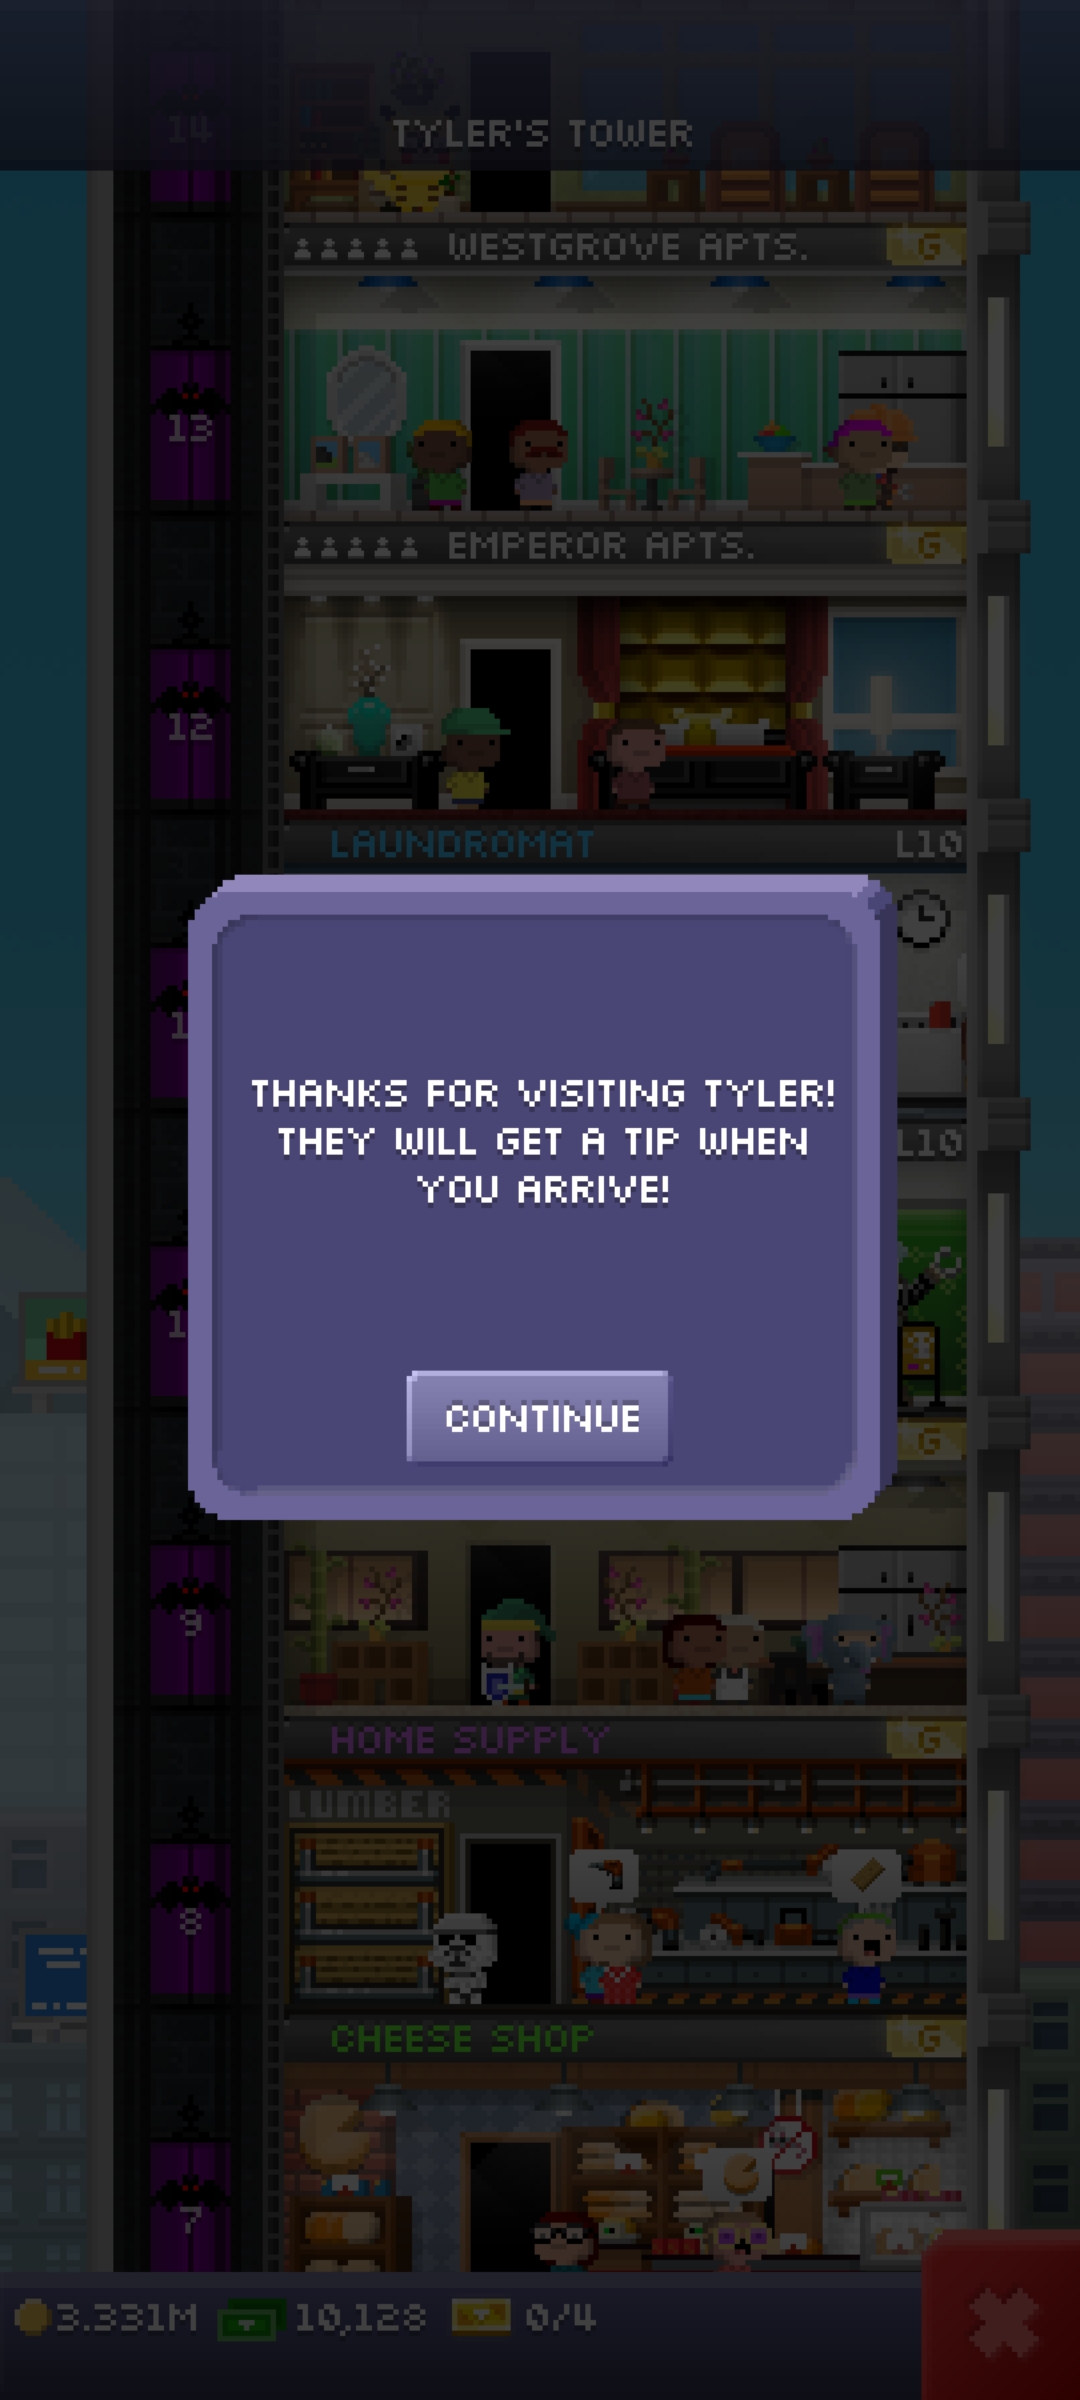 14
TYLER'S TOWER
WESTGROVE APTS. G
13
EMPEROR APTS. G
12
LAUNDROMAT L10
1
THANKS FOR VISITING TYLER!
THEY WILL GET A TIP WHEN
YOU ARRIVE!
L10
1
CONTINUE
G
9
HOME SUPPLY G
LUMBER
8
CHEESE SHOP G
7
3.331M 10,128 0/4